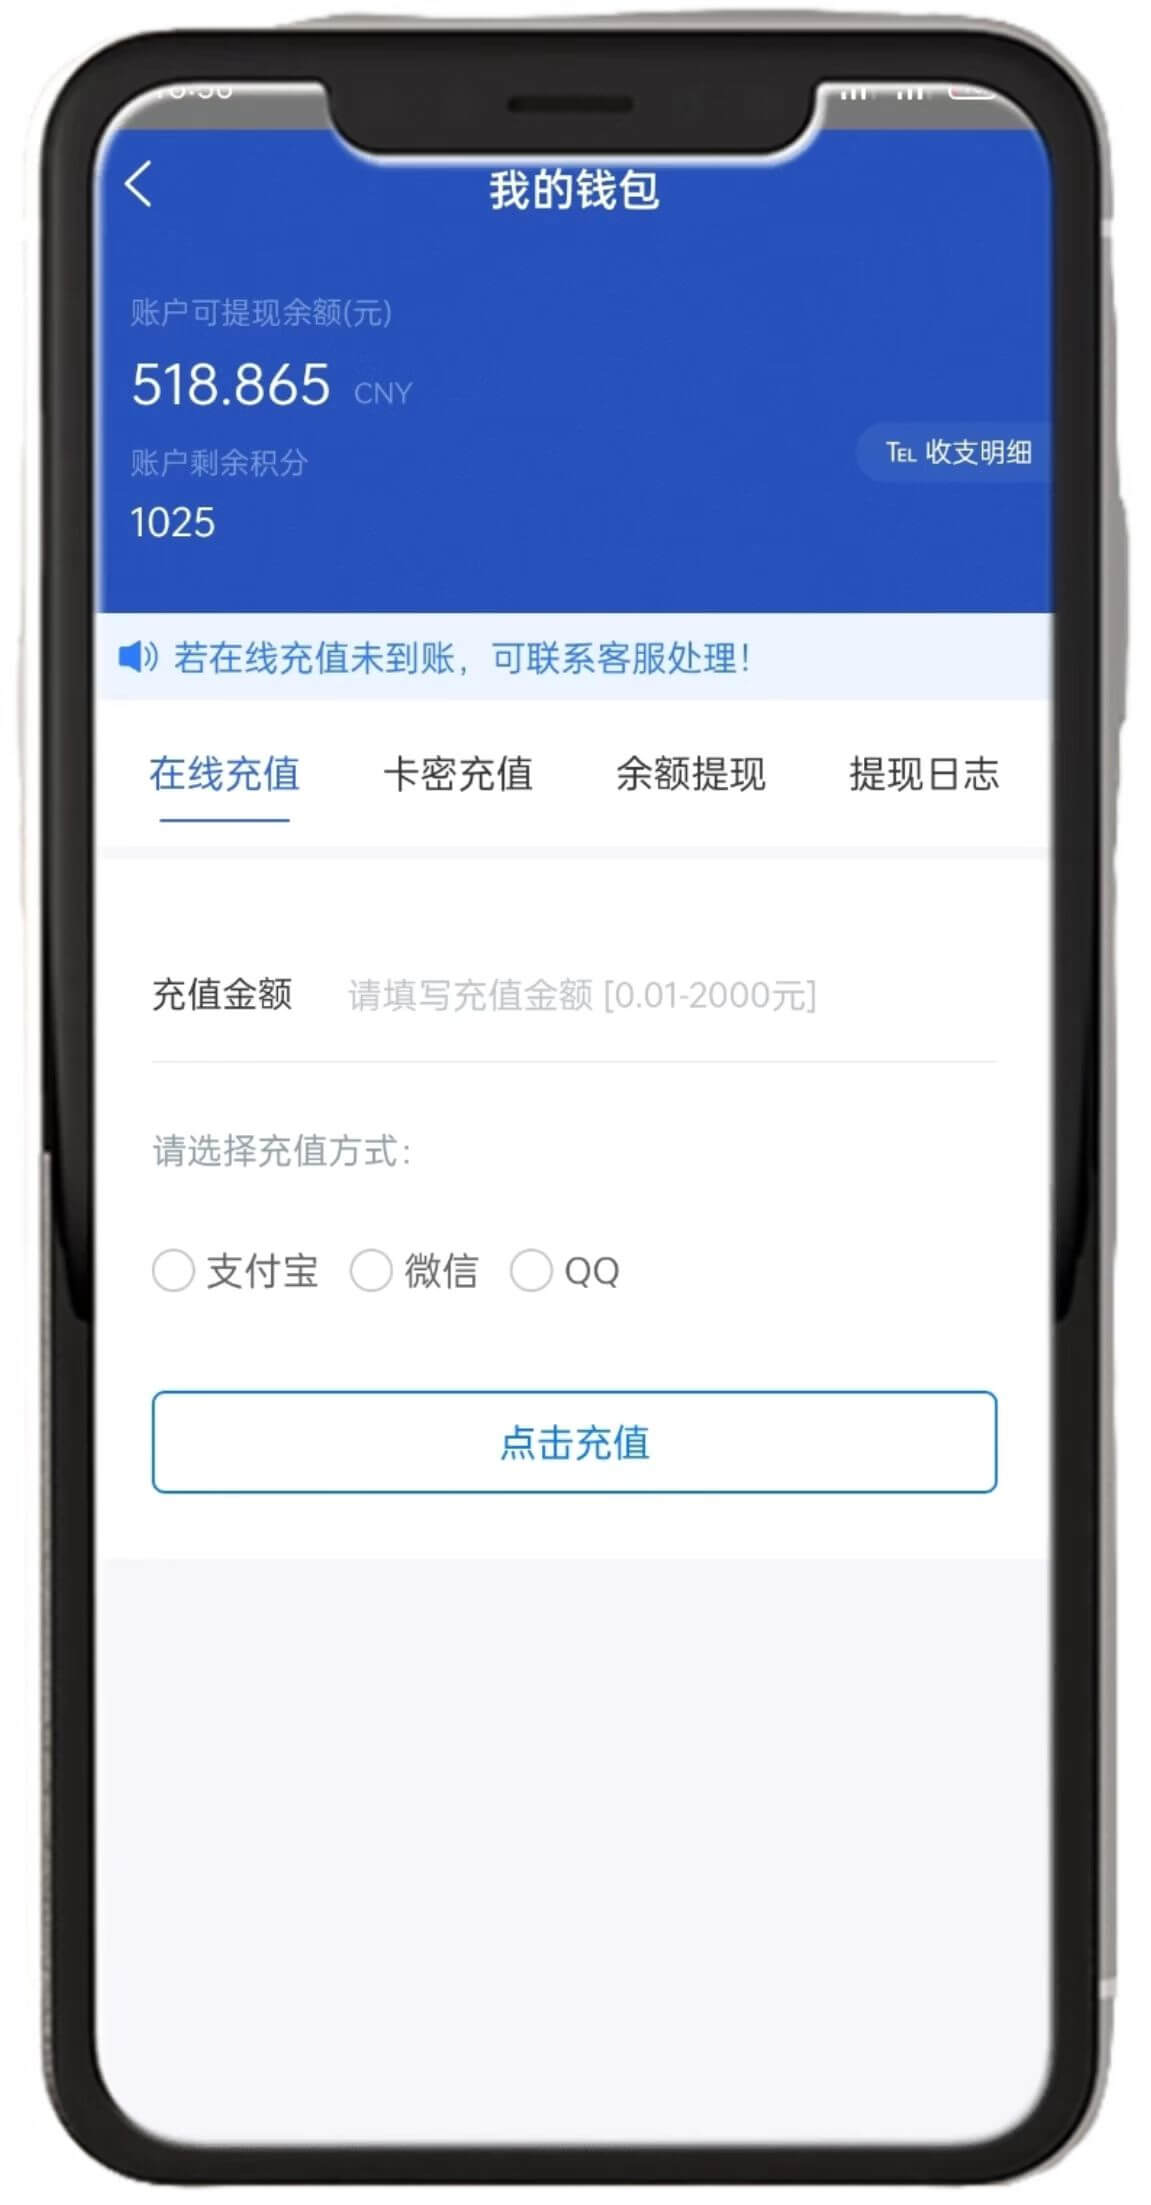 我的钱包
账户可提现余额(元)
518.865 CNY
账户剩余积分
TEL 收支明细
1025
若在线充值未到账，可联系客服处理！
在线充值 卡密充值 余额提现 提现日志
充值金额 请填写充值金额 [0.01-2000元]
请选择充值方式：
支付宝 微信 QQ
点击充值